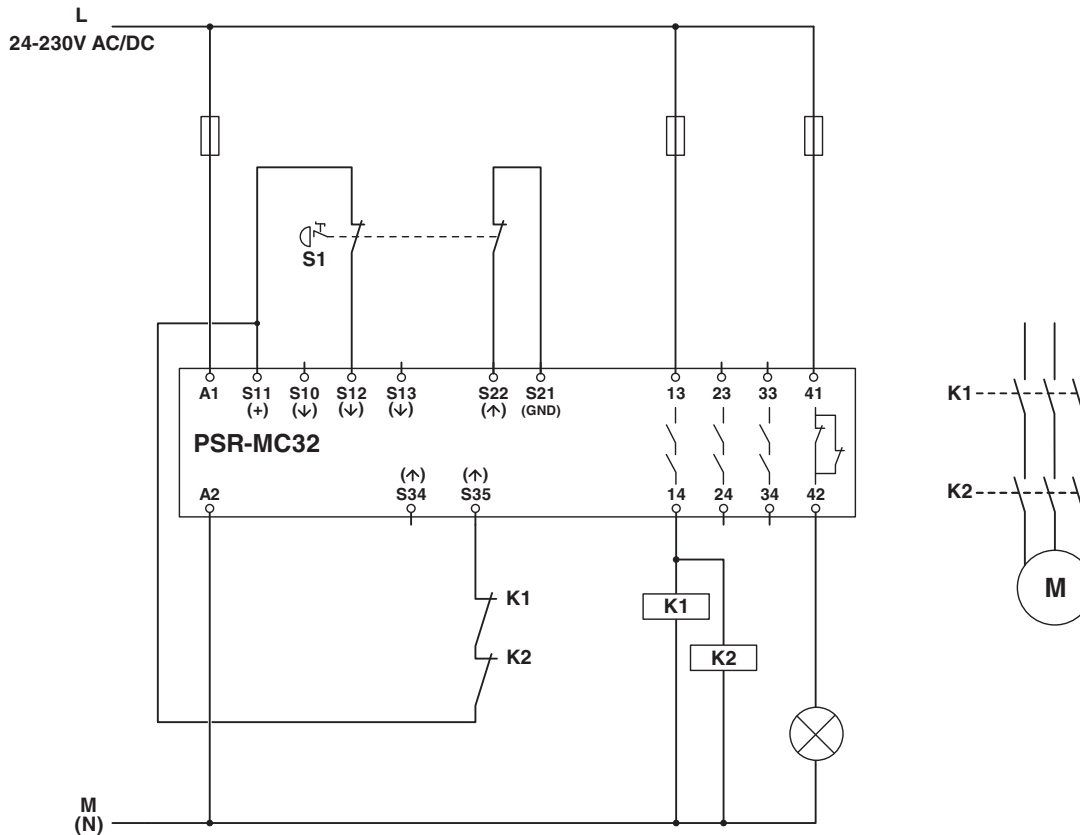 L
24-230V AC/DC
S1
A1 S11 S10 S12 S13 S22 S21 13 23 33 41
(+) (↓) (↓) (↓) (↑) (GND)
PSR-MC32
(↑) (↑)
A2 S34 S35 14 24 34 42
K1
K2
K1
K2
K1
K2
M
M
(N)